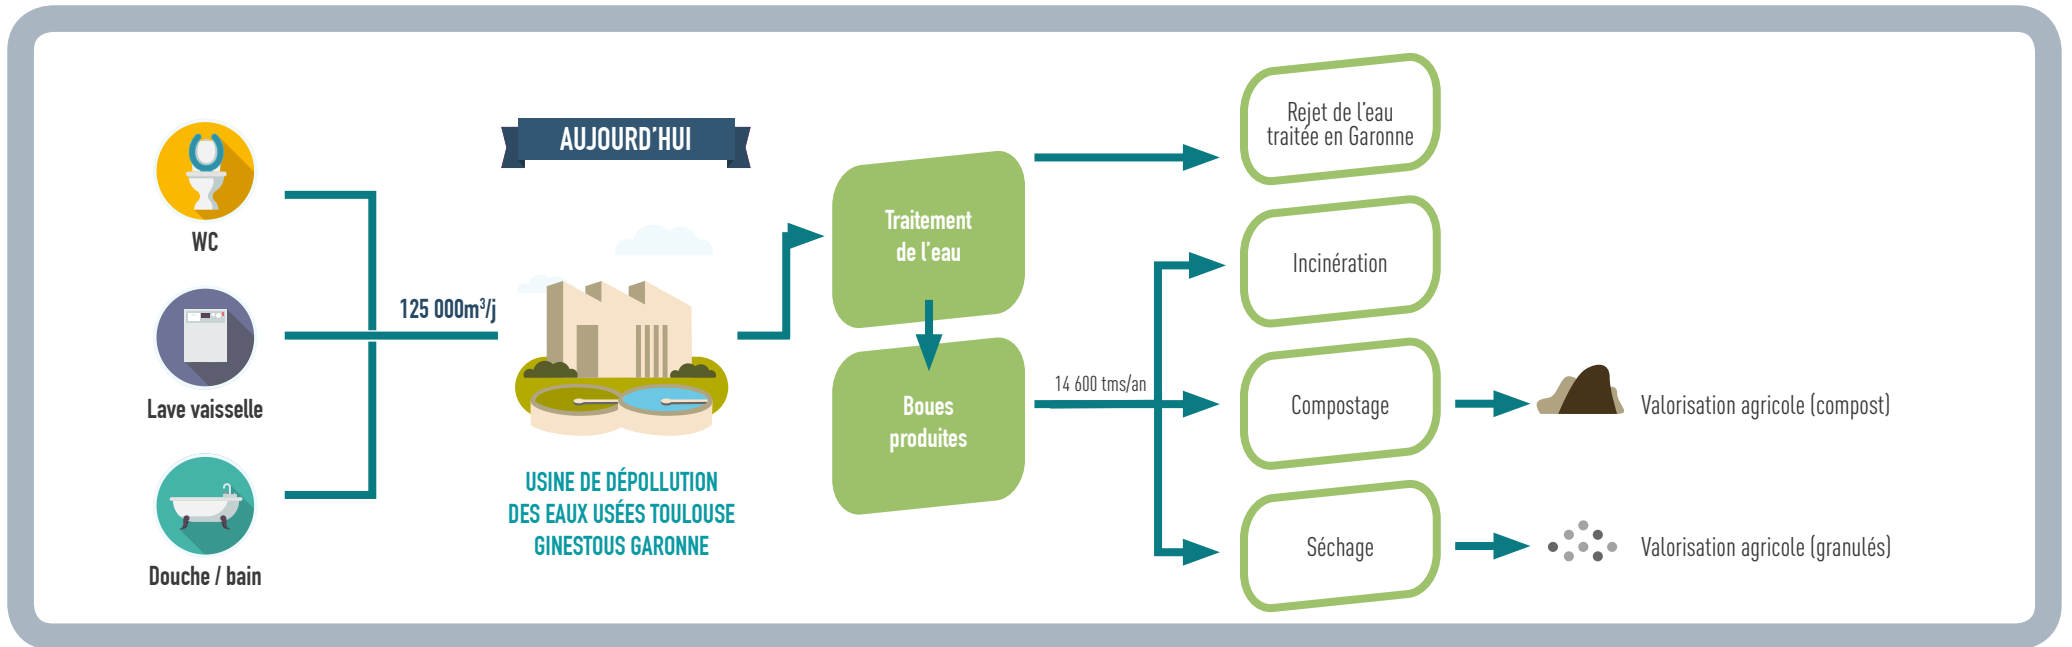 AUJOURD'HUI
WC
Lave vaisselle
Douche / bain
125 000m³/j
USINE DE DÉPOLLUTION
DES EAUX USÉES TOULOUSE
GINESTOUS GARONNE
Traitement
de l'eau
Boues
produites
14 600 tms/an
Rejet de l'eau
traitée en Garonne
Incinération
Compostage
Valorisation agricole (compost)
Séchage
Valorisation agricole (granulés)